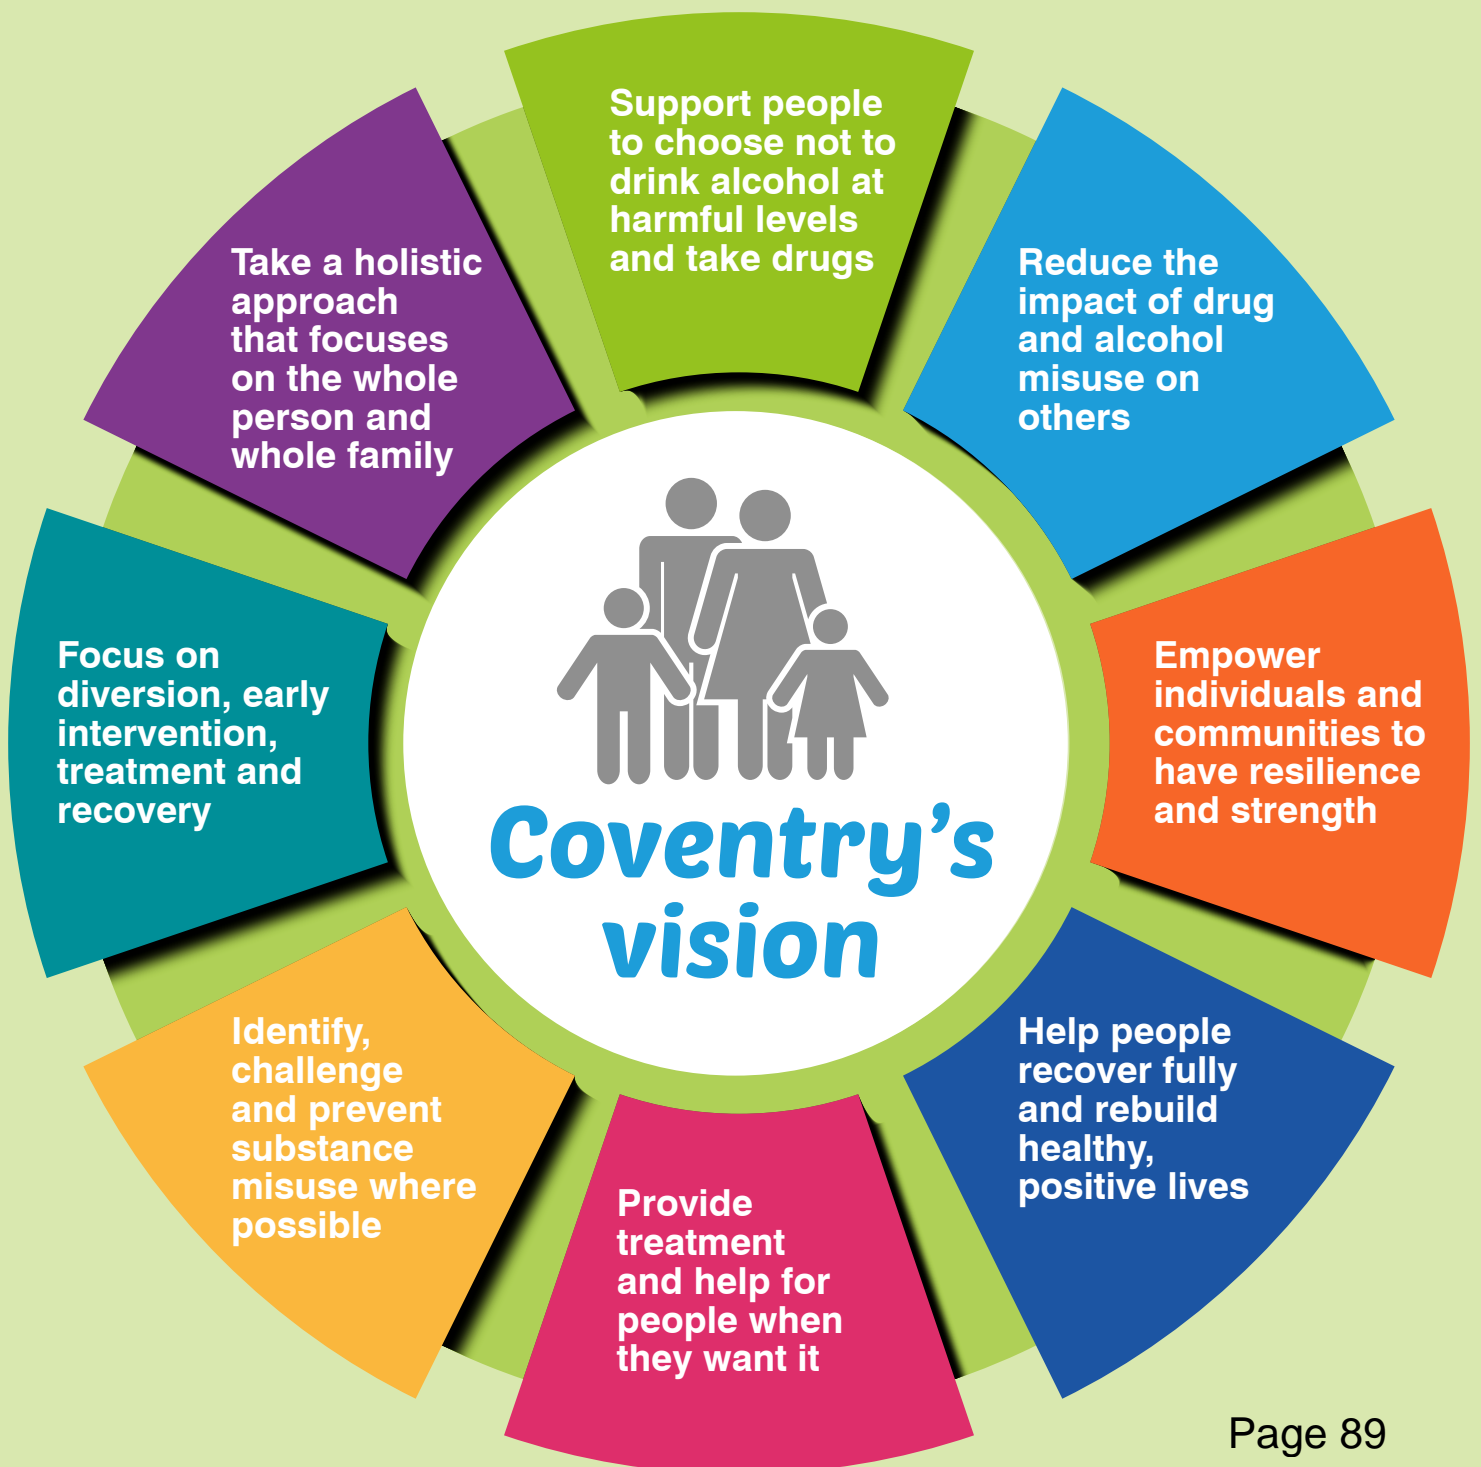 Support people
to choose not to
drink alcohol at
harmful levels
and take drugs
Reduce the
impact of drug
and alcohol
misuse on
others
Empower
individuals and
communities to
have resilience
and strength
Help people
recover fully
and rebuild
healthy,
positive lives
Provide
treatment
and help for
people when
they want it
Identify,
challenge
and prevent
substance
misuse where
possible
Focus on
diversion, early
intervention,
treatment and
recovery
Take a holistic
approach
that focuses
on the whole
person and
whole family
Coventry’s
vision
Page 89